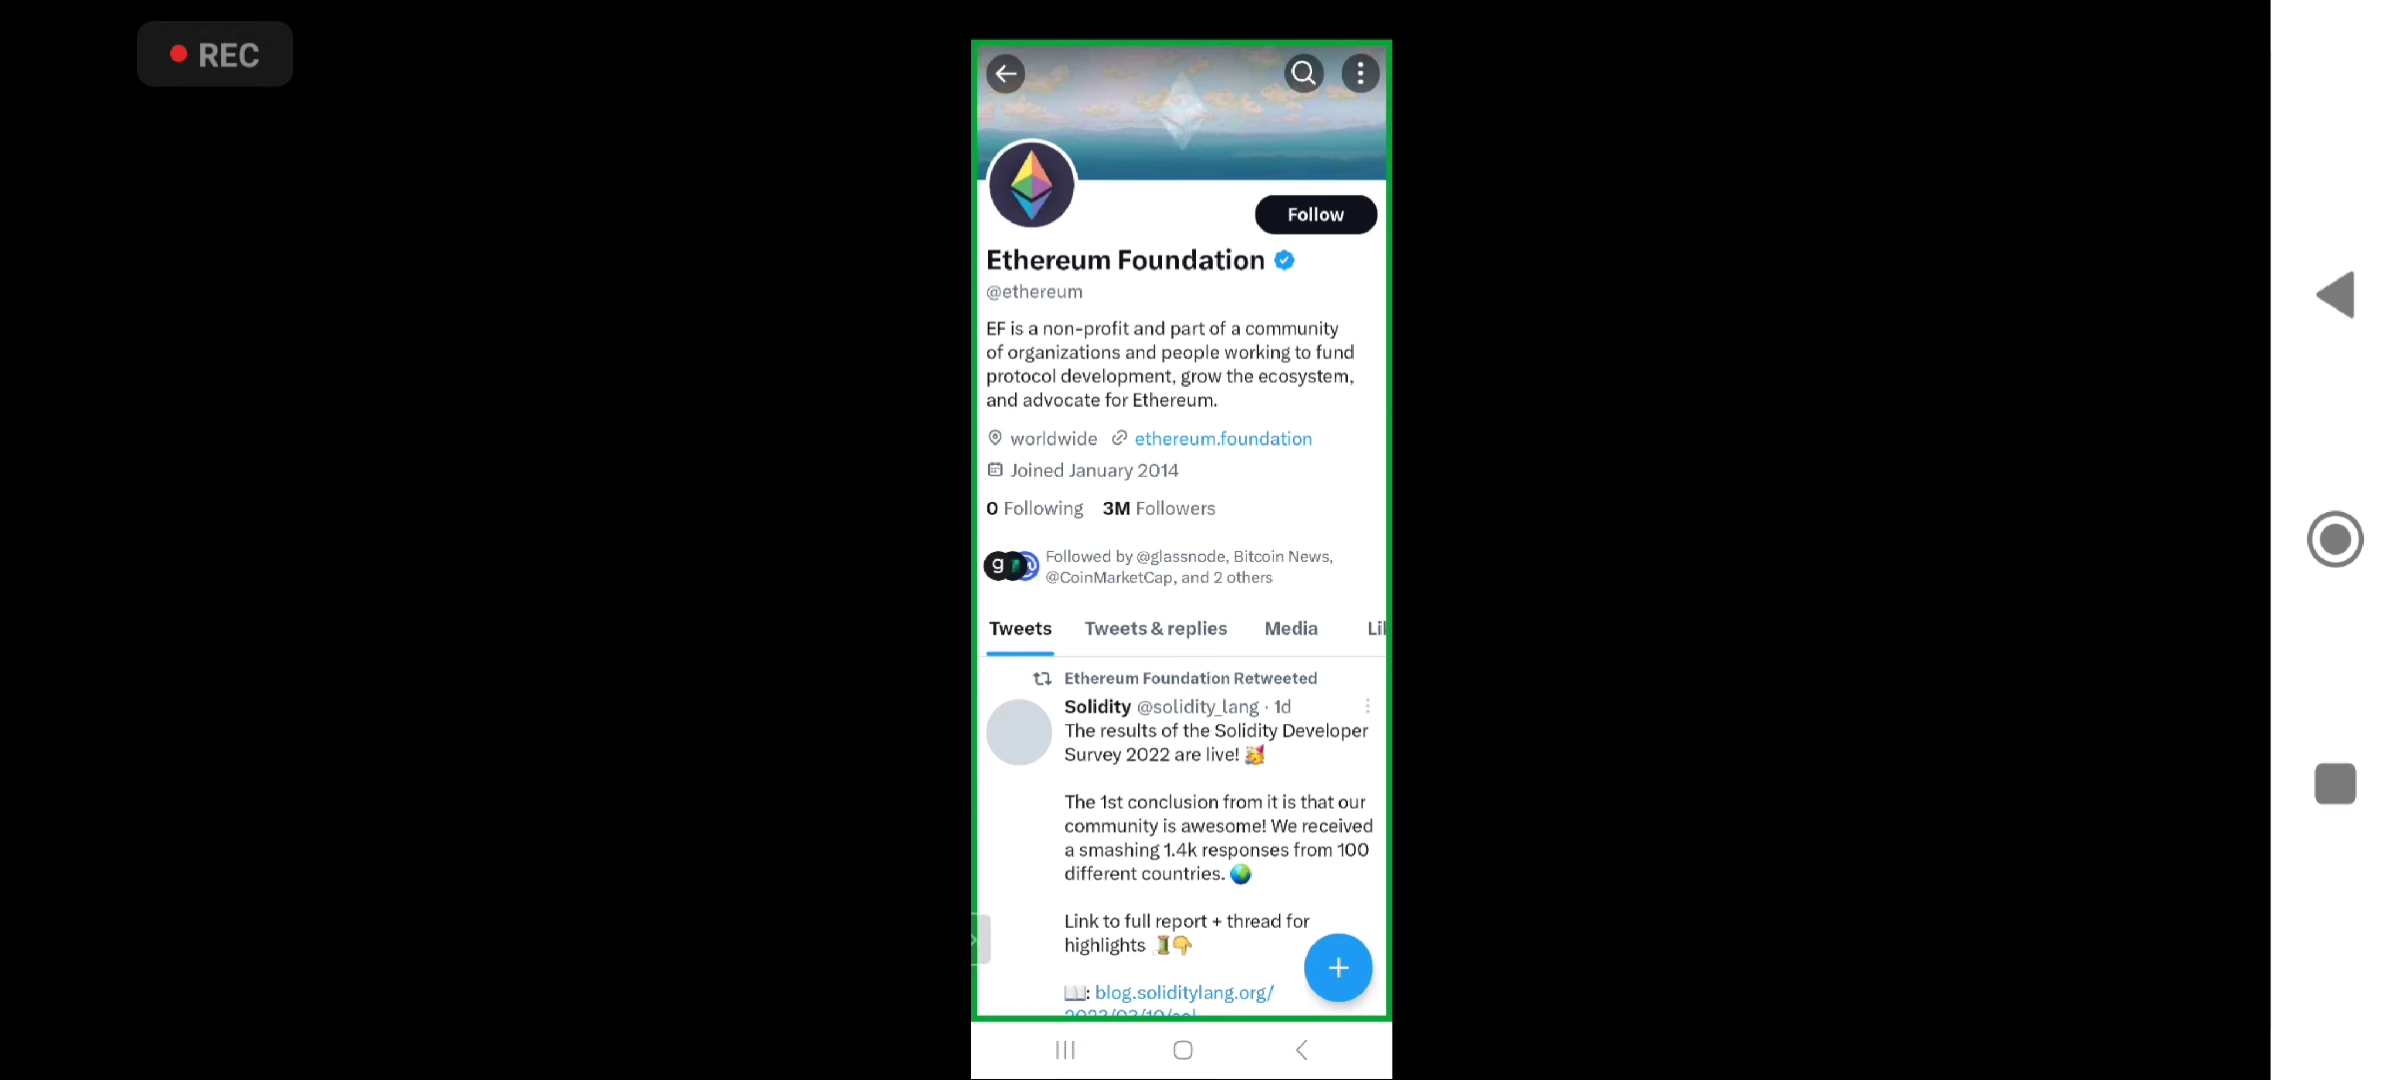 REC
Follow
Ethereum Foundation
@ethereum
EF is a non-profit and part of a community
of organizations and people working to fund
protocol development, grow the ecosystem,
and advocate for Ethereum.
worldwide ethereum.foundation
Joined January 2014
0 Following 3M Followers
g
Followed by @glassnode, Bitcoin News,
@CoinMarketCap, and 2 others
Tweets Tweets & replies Media
Ethereum Foundation Retweeted
Solidity @solidity_lang · 1d
The results of the Solidity Developer
Survey 2022 are live! 🥳
The 1st conclusion from it is that our
community is awesome! We received
a smashing 1.4k responses from 100
different countries. 🌍
Link to full report + thread for
highlights 🧵👇
📖: blog.soliditylang.org/
2023/03/10/sol